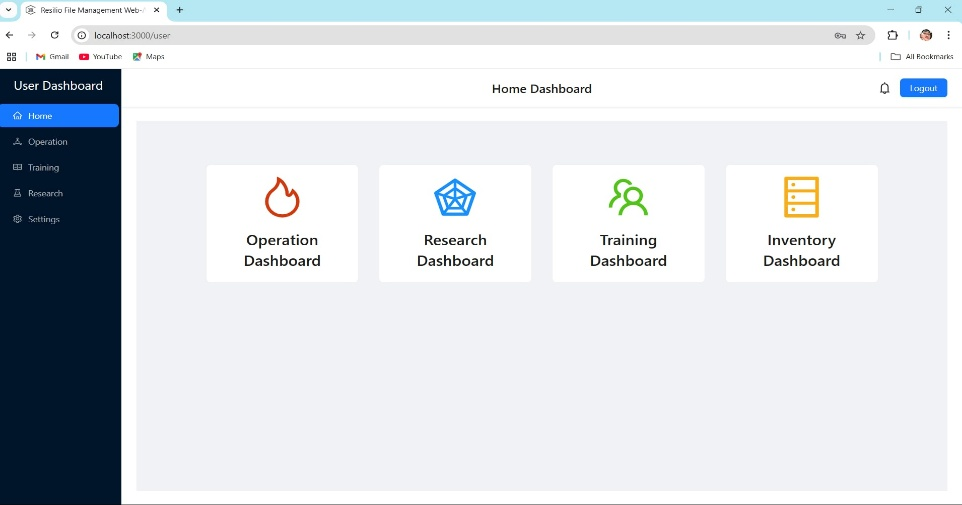 Resilio File Management Web-A
localhost:3000/user
Gmail
YouTube
Maps
All Bookmarks
User Dashboard
Home Dashboard
Logout
Home
Operation
Training
Research
Settings
Operation
Dashboard
Research
Dashboard
Training
Dashboard
Inventory
Dashboard